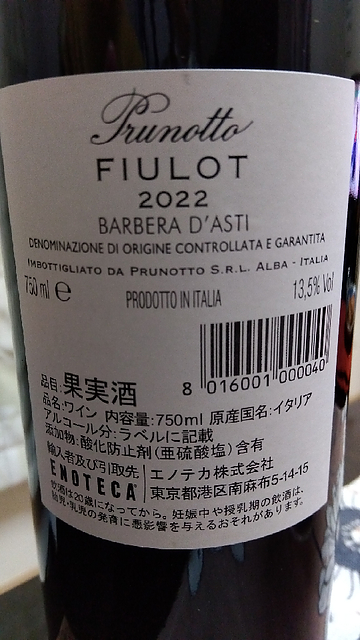 Prunotto
FIULOT
2022
BARBERA D'ASTI
DENOMINAZIONE DI ORIGINE CONTROLLATA E GARANTITA
IMBOTTIGLIATO DA PRUNOTTO S.R.L. ALBA - ITALIA
750 ml e PRODOTTO IN ITALIA 13,5% Vol
8 016001 000040
品目:果実酒
品名:ワイン 内容量:750ml 原産国名:イタリア
アルコール分:ラベルに記載
添加物:酸化防止剤(亜硫酸塩)含有
輸入者及び引取先
ENOTECA エノテカ株式会社
東京都港区南麻布5-14-15
飲酒は20歳になってから。妊娠中や授乳期の飲酒は、
胎児・乳児の発育に悪影響を与えるおそれがあります。